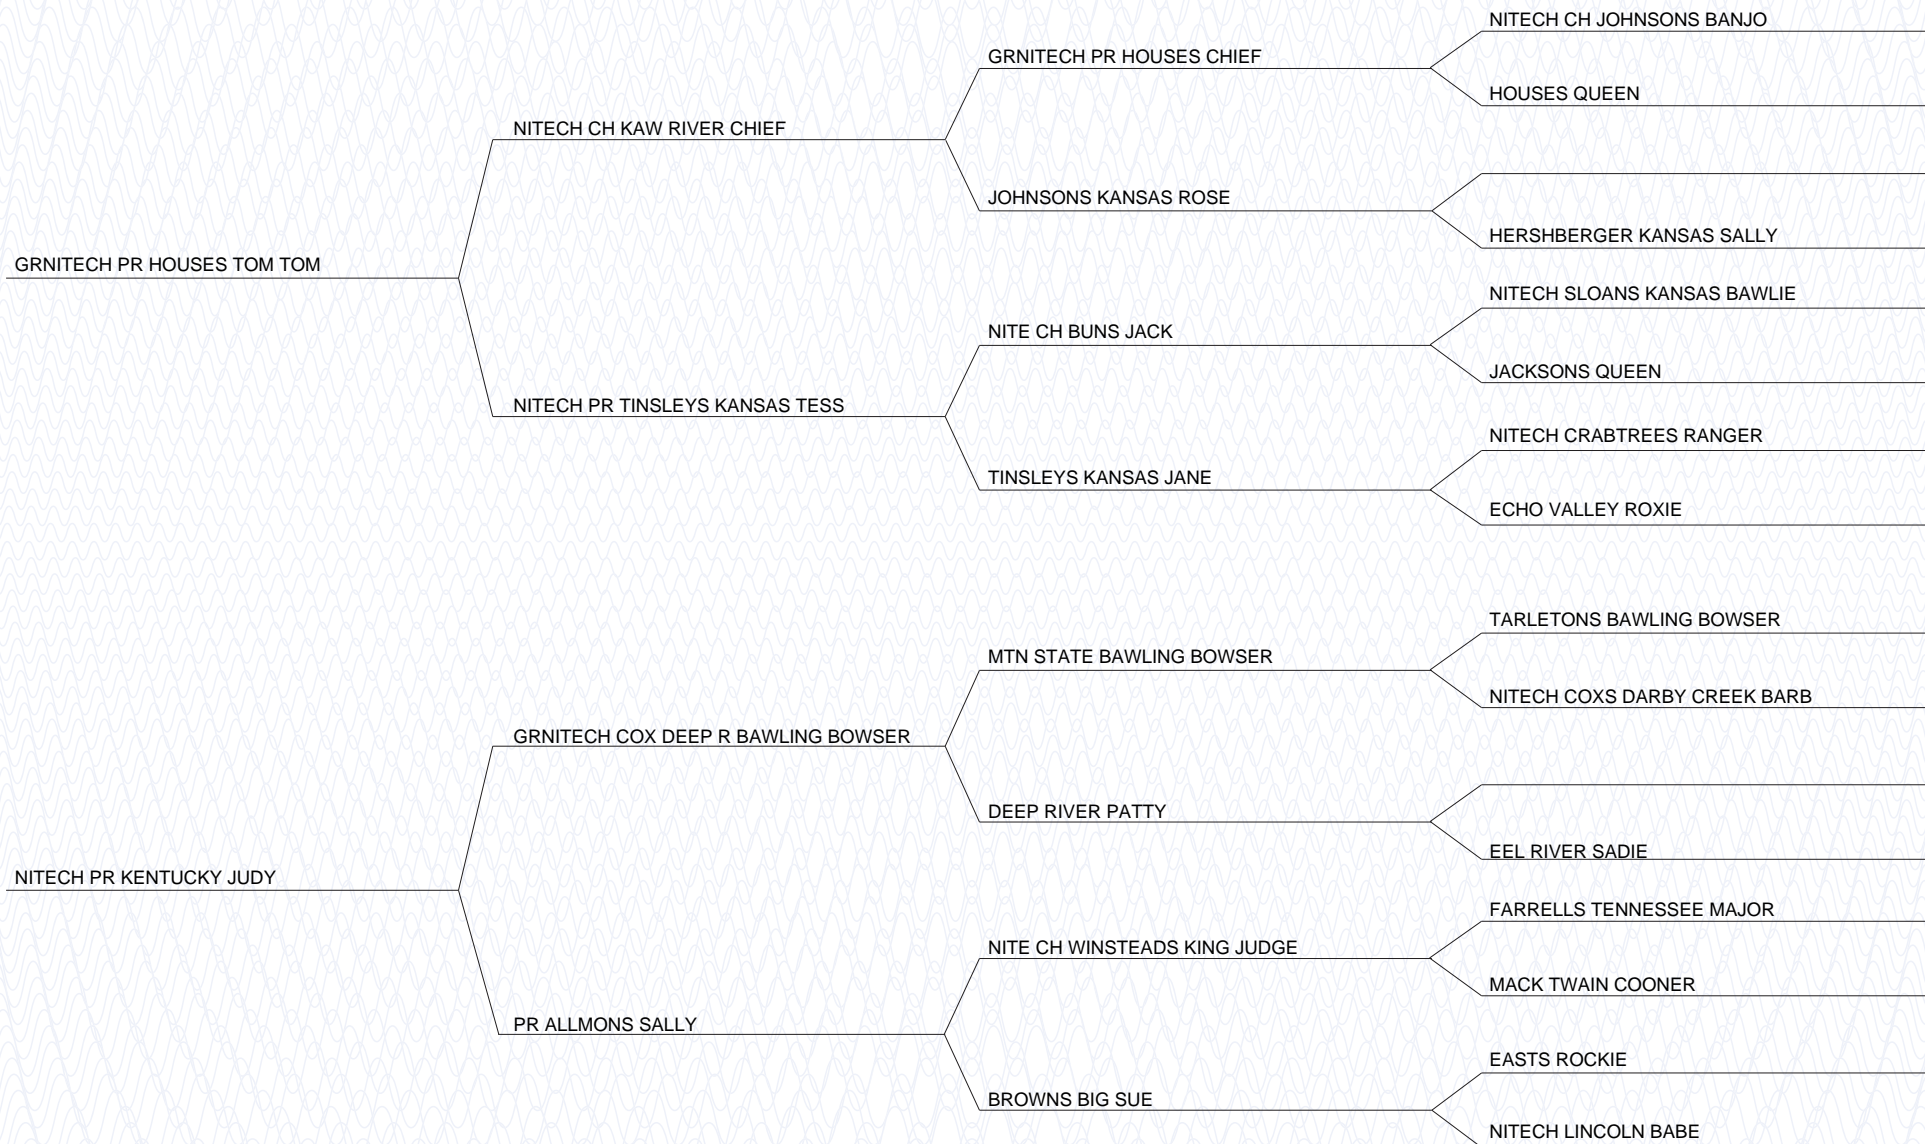 NITECH CH JOHNSONS BANJO
GRNITECH PR HOUSES CHIEF
HOUSES QUEEN
NITECH CH KAW RIVER CHIEF
JOHNSONS KANSAS ROSE
HERSHBERGER KANSAS SALLY
GRNITECH PR HOUSES TOM TOM
NITECH SLOANS KANSAS BAWLIE
NITE CH BUNS JACK
JACKSONS QUEEN
NITECH PR TINSLEYS KANSAS TESS
NITECH CRABTREES RANGER
TINSLEYS KANSAS JANE
ECHO VALLEY ROXIE
TARLETONS BAWLING BOWSER
MTN STATE BAWLING BOWSER
NITECH COXS DARBY CREEK BARB
GRNITECH COX DEEP R BAWLING BOWSER
DEEP RIVER PATTY
EEL RIVER SADIE
NITECH PR KENTUCKY JUDY
FARRELLS TENNESSEE MAJOR
NITE CH WINSTEADS KING JUDGE
MACK TWAIN COONER
PR ALLMONS SALLY
EASTS ROCKIE
BROWNS BIG SUE
NITECH LINCOLN BABE